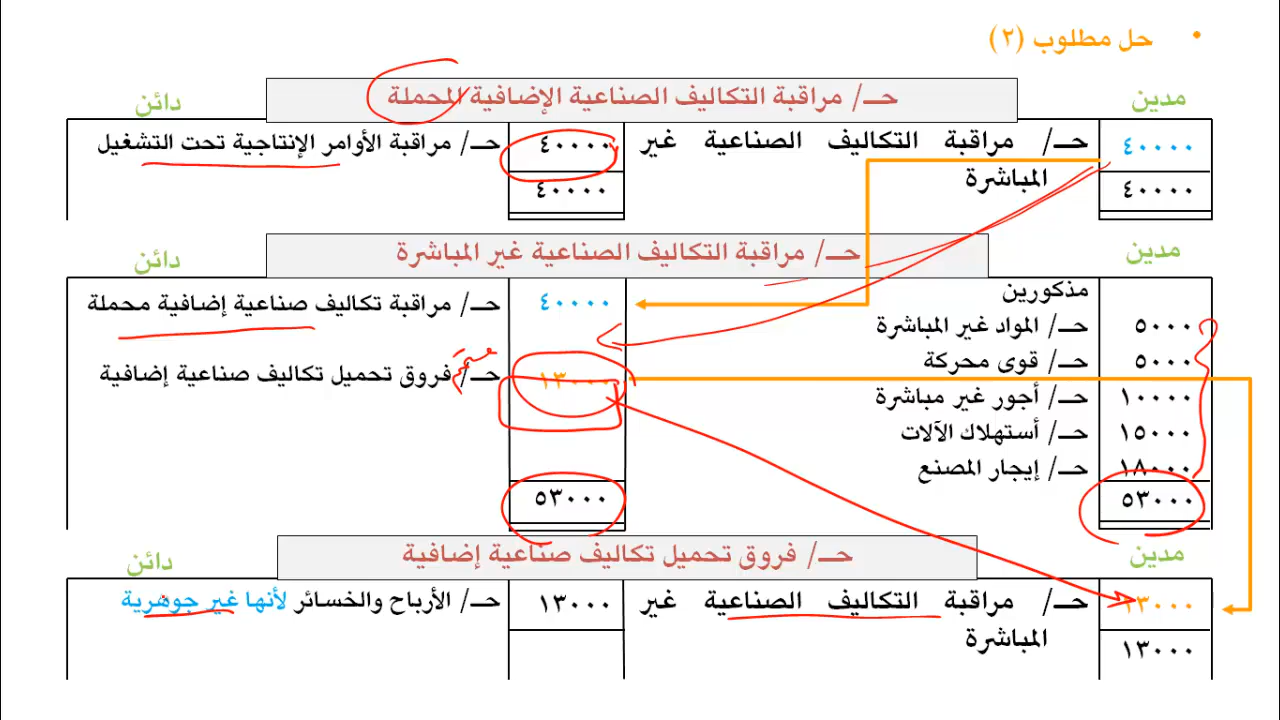 • حل مطلوب (٢)
مدين حـ/ مراقبة التكاليف الصناعية الإضافية المحملة دائن
٤٠٠٠٠ حـ/ مراقبة التكاليف الصناعية غير ٤٠٠٠٠ حـ/ مراقبة الأوامر الإنتاجية تحت التشغيل
المباشرة
٤٠٠٠٠ ٤٠٠٠٠
مدين حـ/ مراقبة التكاليف الصناعية غير المباشرة دائن
مذكورين ٤٠٠٠٠ حـ/ مراقبة تكاليف صناعية إضافية محملة
٥٠٠٠ حـ/ المواد غير المباشرة
٥٠٠٠ حـ/ قوى محركة ١٣٠٠٠ حـ/ فروق تحميل تكاليف صناعية إضافية
١٠٠٠٠ حـ/ أجور غير مباشرة
١٥٠٠٠ حـ/ أستهلاك الآلات
١٨٠٠٠ حـ/ إيجار المصنع
٥٣٠٠٠ ٥٣٠٠٠
مدين حـ/ فروق تحميل تكاليف صناعية إضافية دائن
١٣٠٠٠ حـ/ مراقبة التكاليف الصناعية غير ١٣٠٠٠ حـ/ الأرباح والخسائر لأنها غير جوهرية
المباشرة
١٣٠٠٠